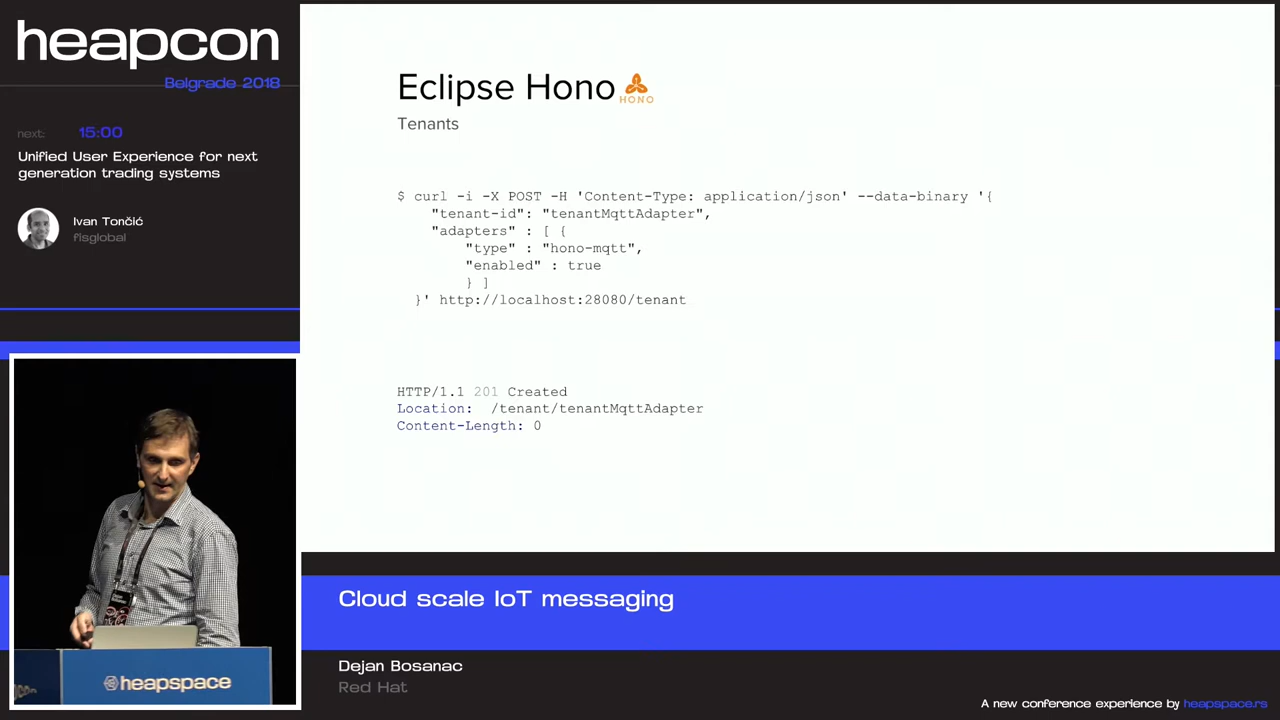 heapcon
Belgrade 2018
next: 15:00
Unified User Experience for next
generation trading systems
Ivan Tončić
fisglobal
Eclipse Hono
HONO
Tenants
$ curl -i -X POST -H 'Content-Type: application/json' --data-binary '{
"tenant-id": "tenantMqttAdapter",
"adapters" : [ {
"type" : "hono-mqtt",
"enabled" : true
} ]
}' http://localhost:28080/tenant
HTTP/1.1 201 Created
Location: /tenant/tenantMqttAdapter
Content-Length: 0
heapspace
Cloud scale IoT messaging
Dejan Bosanac
Red Hat
A new conference experience by heapspace.rs